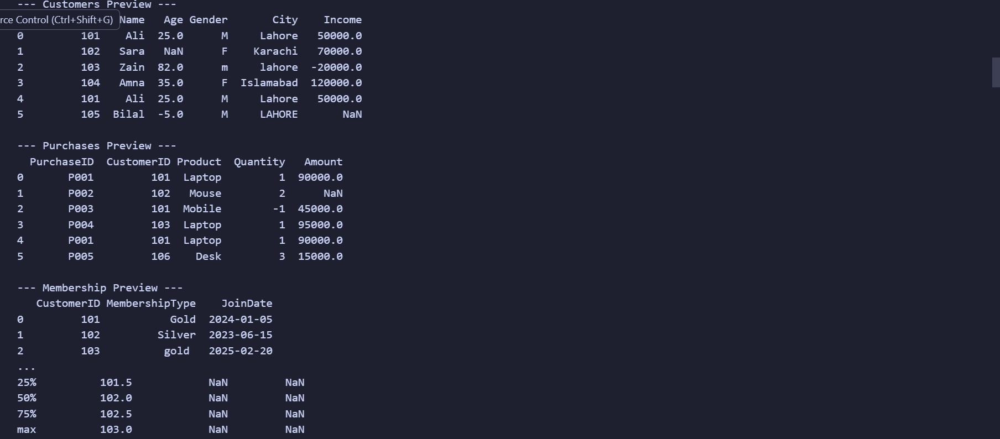 --- Customers Preview ---
rce Control (Ctrl+Shift+G) Name Age Gender City Income
0 101 Ali 25.0 M Lahore 50000.0
1 102 Sara NaN F Karachi 70000.0
2 103 Zain 82.0 m lahore -20000.0
3 104 Amna 35.0 F Islamabad 120000.0
4 101 Ali 25.0 M Lahore 50000.0
5 105 Bilal -5.0 M LAHORE NaN
--- Purchases Preview ---
PurchaseID CustomerID Product Quantity Amount
0 P001 101 Laptop 1 90000.0
1 P002 102 Mouse 2 NaN
2 P003 101 Mobile -1 45000.0
3 P004 103 Laptop 1 95000.0
4 P001 101 Laptop 1 90000.0
5 P005 106 Desk 3 15000.0
--- Membership Preview ---
CustomerID MembershipType JoinDate
0 101 Gold 2024-01-05
1 102 Silver 2023-06-15
2 103 gold 2025-02-20
...
25% 101.5 NaN NaN
50% 102.0 NaN NaN
75% 102.5 NaN NaN
max 103.0 NaN NaN